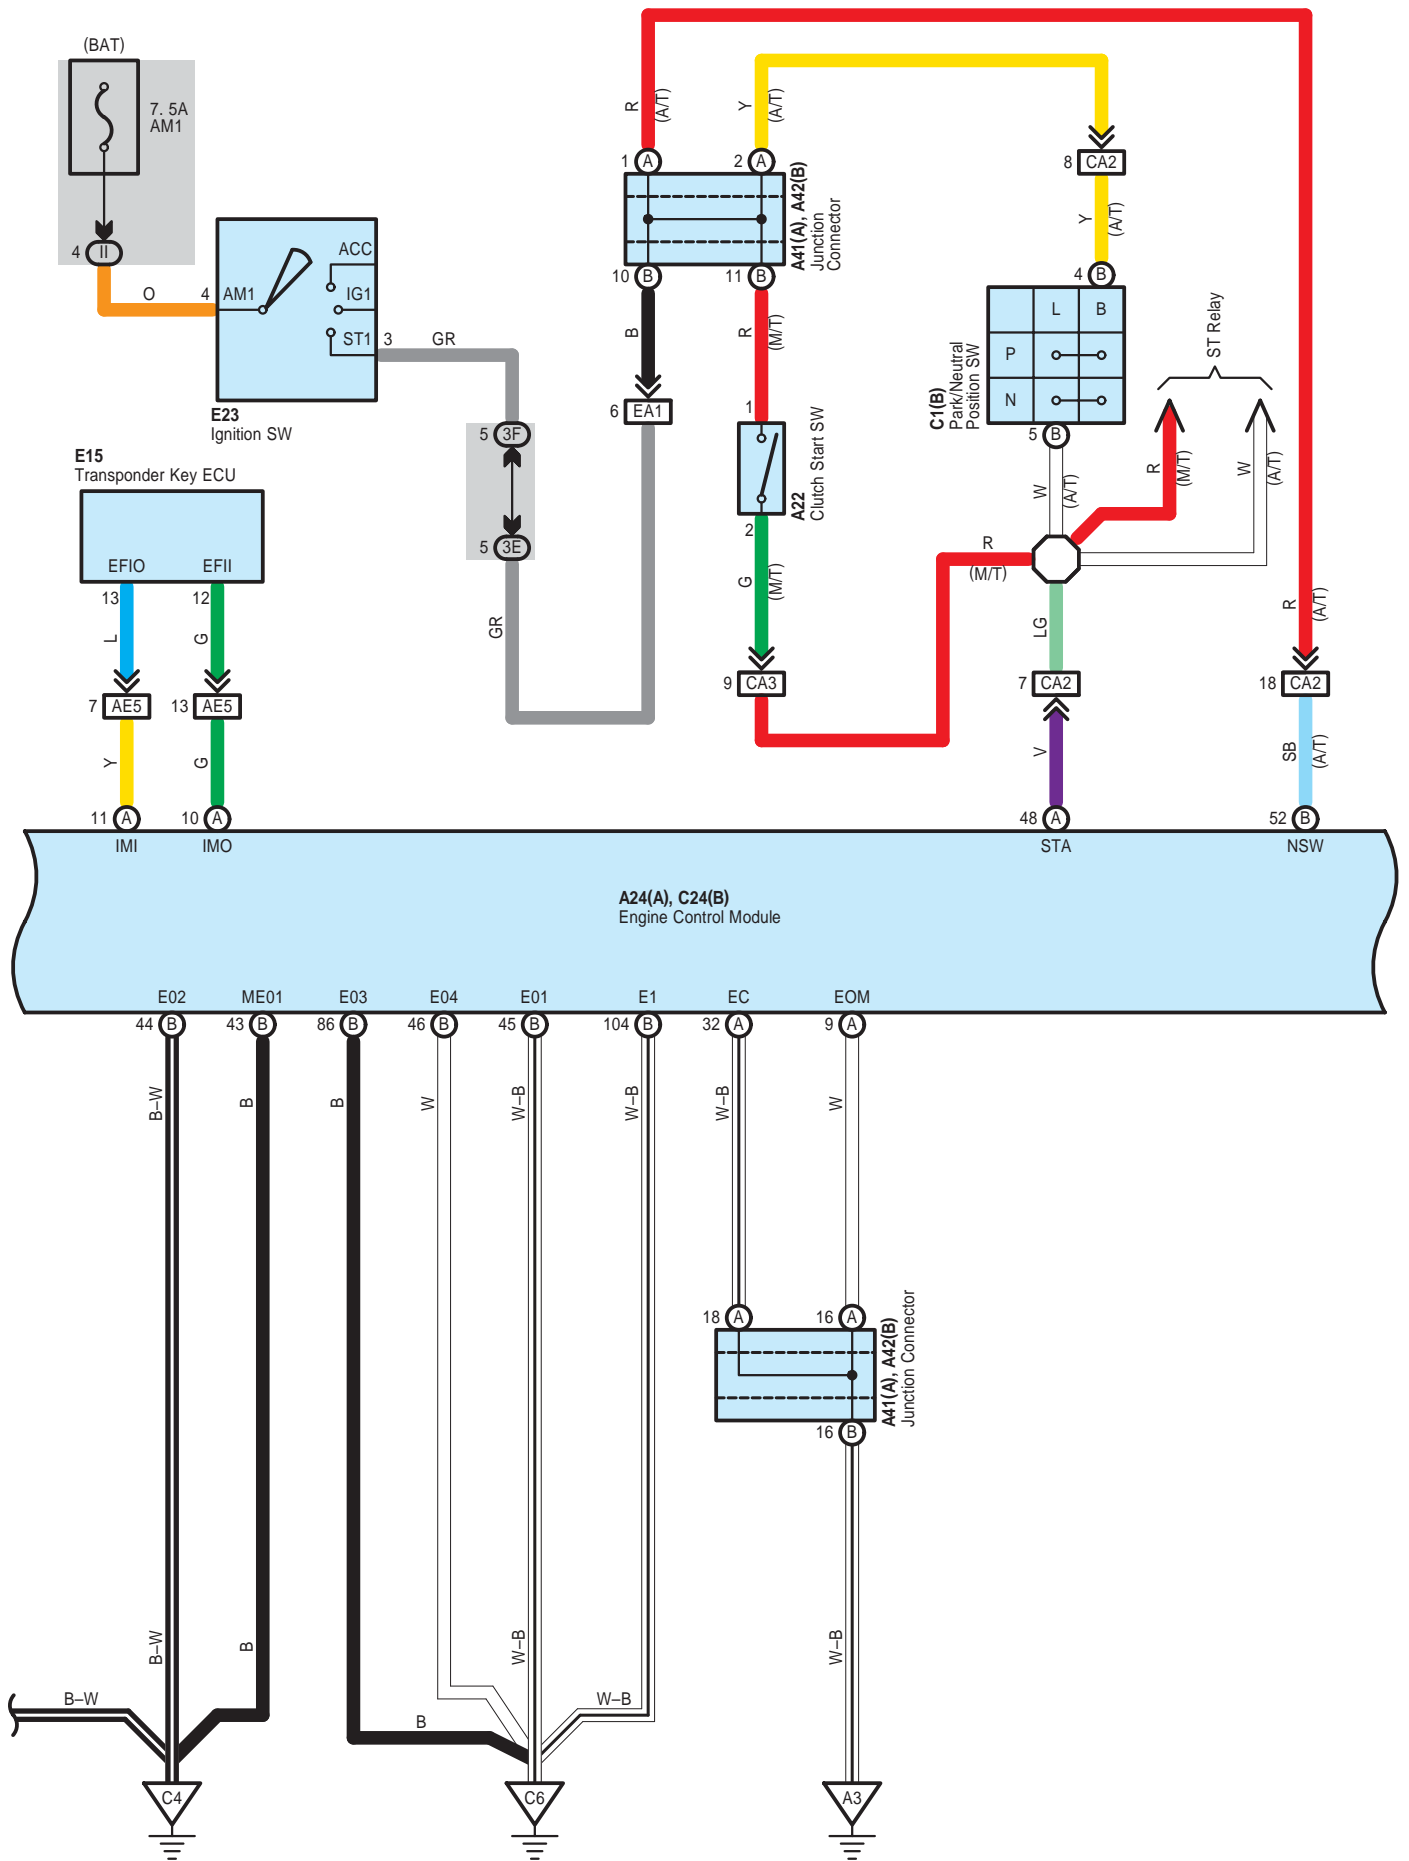 (BAT)
7. 5A
AM1
4 II
O
4 AM1
ACC
IG1
ST1
3 GR
E23
Ignition SW
E15
Transponder Key ECU
EFIO EFII
13 12
L G
7 AE5 13 AE5
Y G
11 A 10 A
IMI IMO
5 3F
5 3E
GR
R (A/T)
Y (A/T)
1 A 2 A
A41(A), A42(B)
Junction
Connector
10 B 11 B
B
R (M/T)
6 EA1
1
A22
Clutch Start SW
2
G (M/T)
9 CA3
8 CA2
Y (A/T)
4 B
L B
P
N
C1(B)
Park/Neutral
Position SW
5 B
W (A/T)
ST Relay
R (M/T)
W (A/T)
R
(M/T)
LG
7 CA2
V
48 A
STA
R (A/T)
18 CA2
SB (A/T)
52 B
NSW
A24(A), C24(B)
Engine Control Module
E02 ME01 E03 E04 E01 E1 EC EOM
44 B 43 B 86 B 46 B 45 B 104 B 32 A 9 A
B–W B B W W–B W–B W–B W
18 A 16 A
A41(A), A42(B)
Junction Connector
16 B
B–W B W–B W–B
B–W
B
W–B
C4 C6 A3